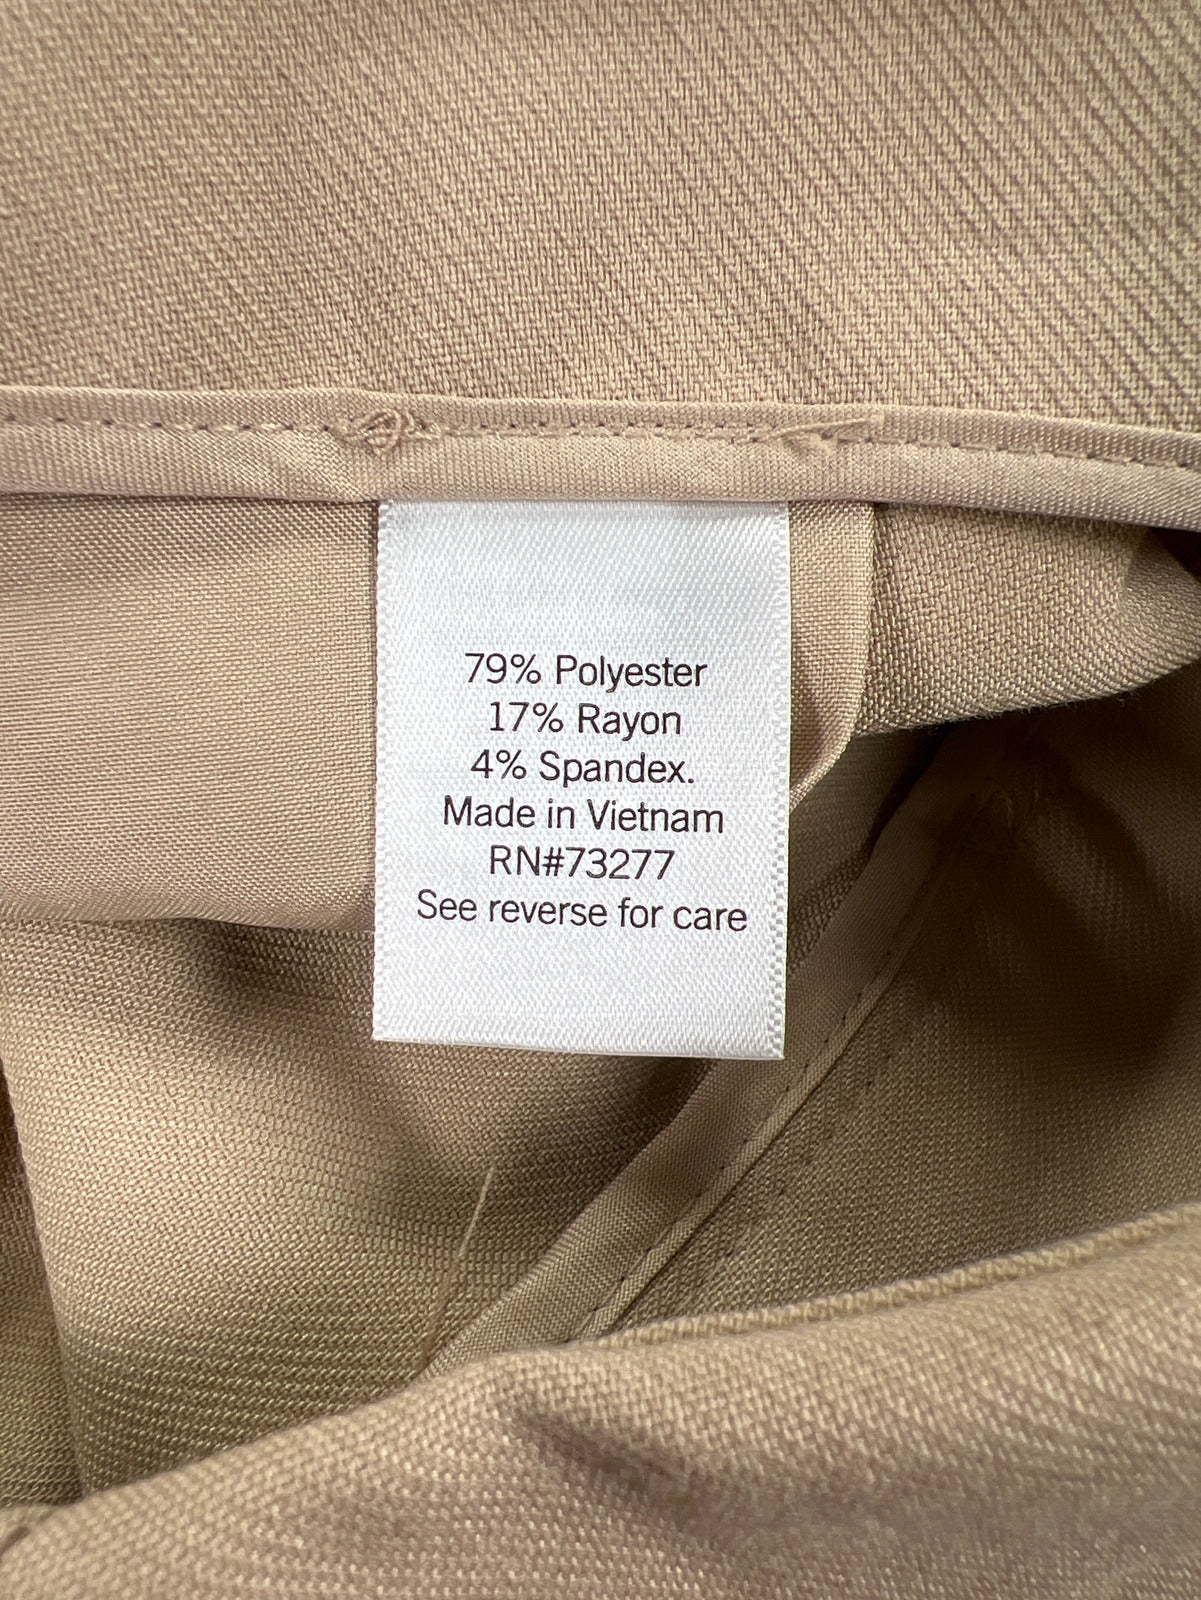 79% Polyester
17% Rayon
4% Spandex.
Made in Vietnam
RN#73277
See reverse for care